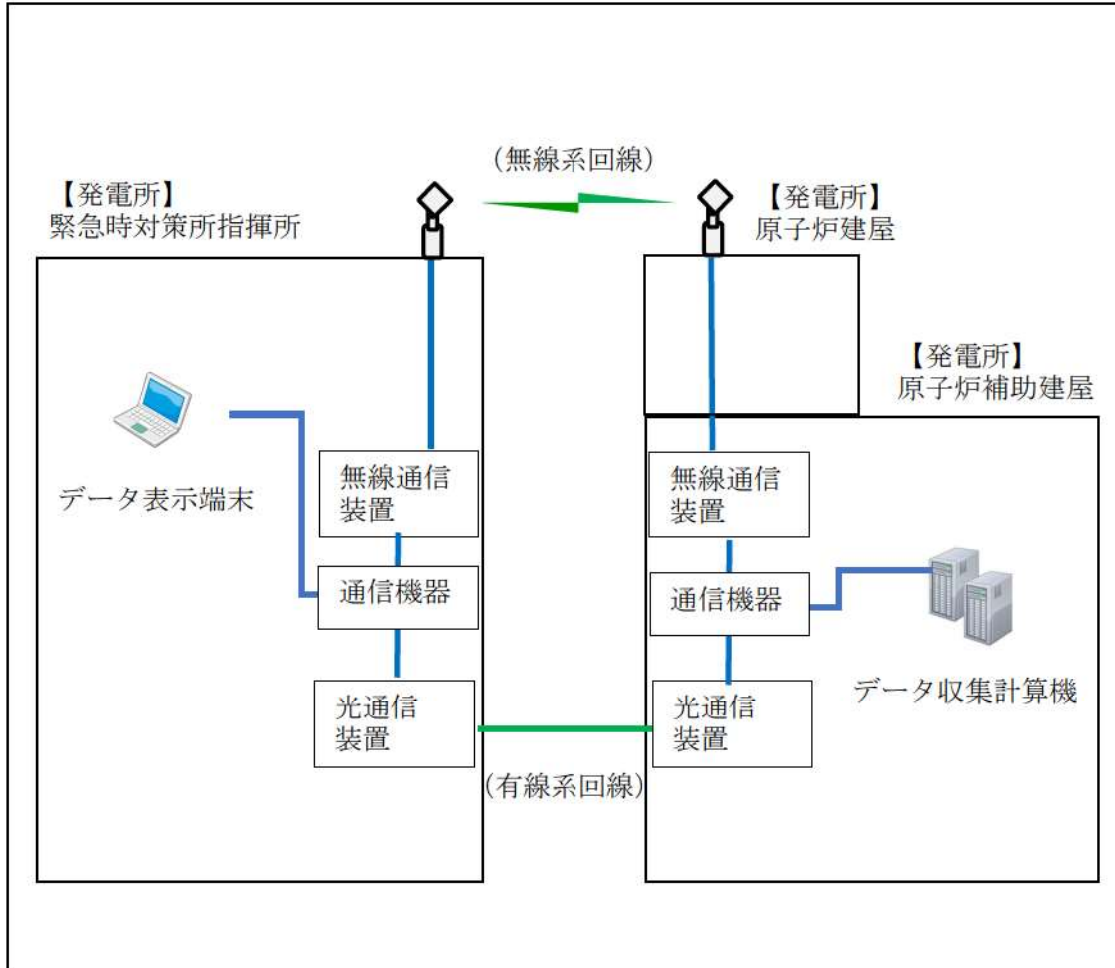 （無線系回線）
【発電所】
緊急時対策所指揮所
【発電所】
原子炉建屋
【発電所】
原子炉補助建屋
データ表示端末
無線通信
装置
通信機器
光通信
装置
無線通信
装置
通信機器
光通信
装置
データ収集計算機
（有線系回線）